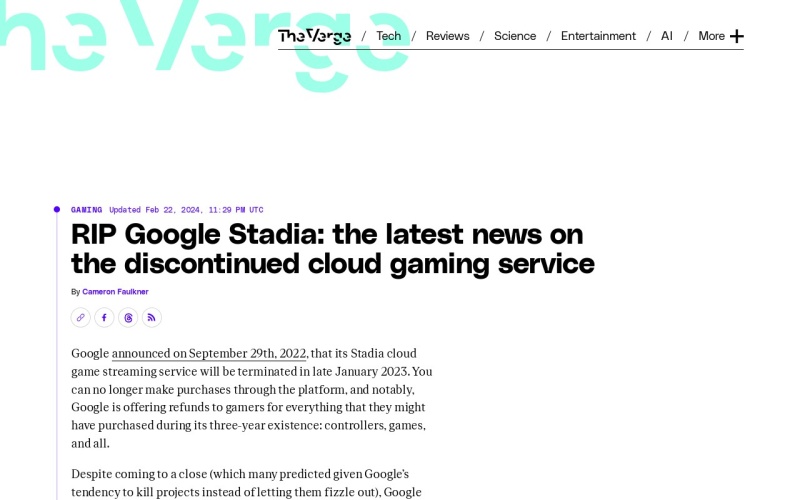 The Verge
The Verge / Tech / Reviews / Science / Entertainment / AI / More
GAMING Updated Feb 22, 2024, 11:29 PM UTC
RIP Google Stadia: the latest news on
the discontinued cloud gaming service
By Cameron Faulkner
Google announced on September 29th, 2022, that its Stadia cloud
game streaming service will be terminated in late January 2023. You
can no longer make purchases through the platform, and notably,
Google is offering refunds to gamers for everything that they might
have purchased during its three-year existence: controllers, games,
and all.
Despite coming to a close (which many predicted given Google's
tendency to kill projects instead of letting them fizzle out), Google